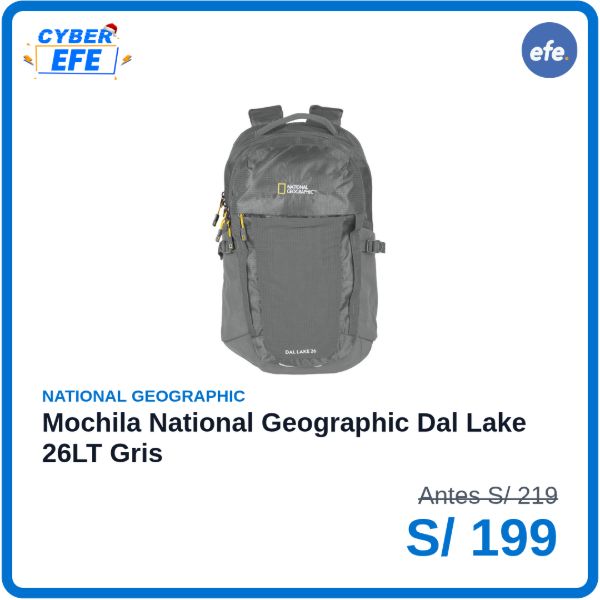 CYBER
EFE
efe.
NATIONAL
GEOGRAPHIC
DAL LAKE 26
NATIONAL GEOGRAPHIC
Mochila National Geographic Dal Lake
26LT Gris
Antes S/ 219
S/ 199